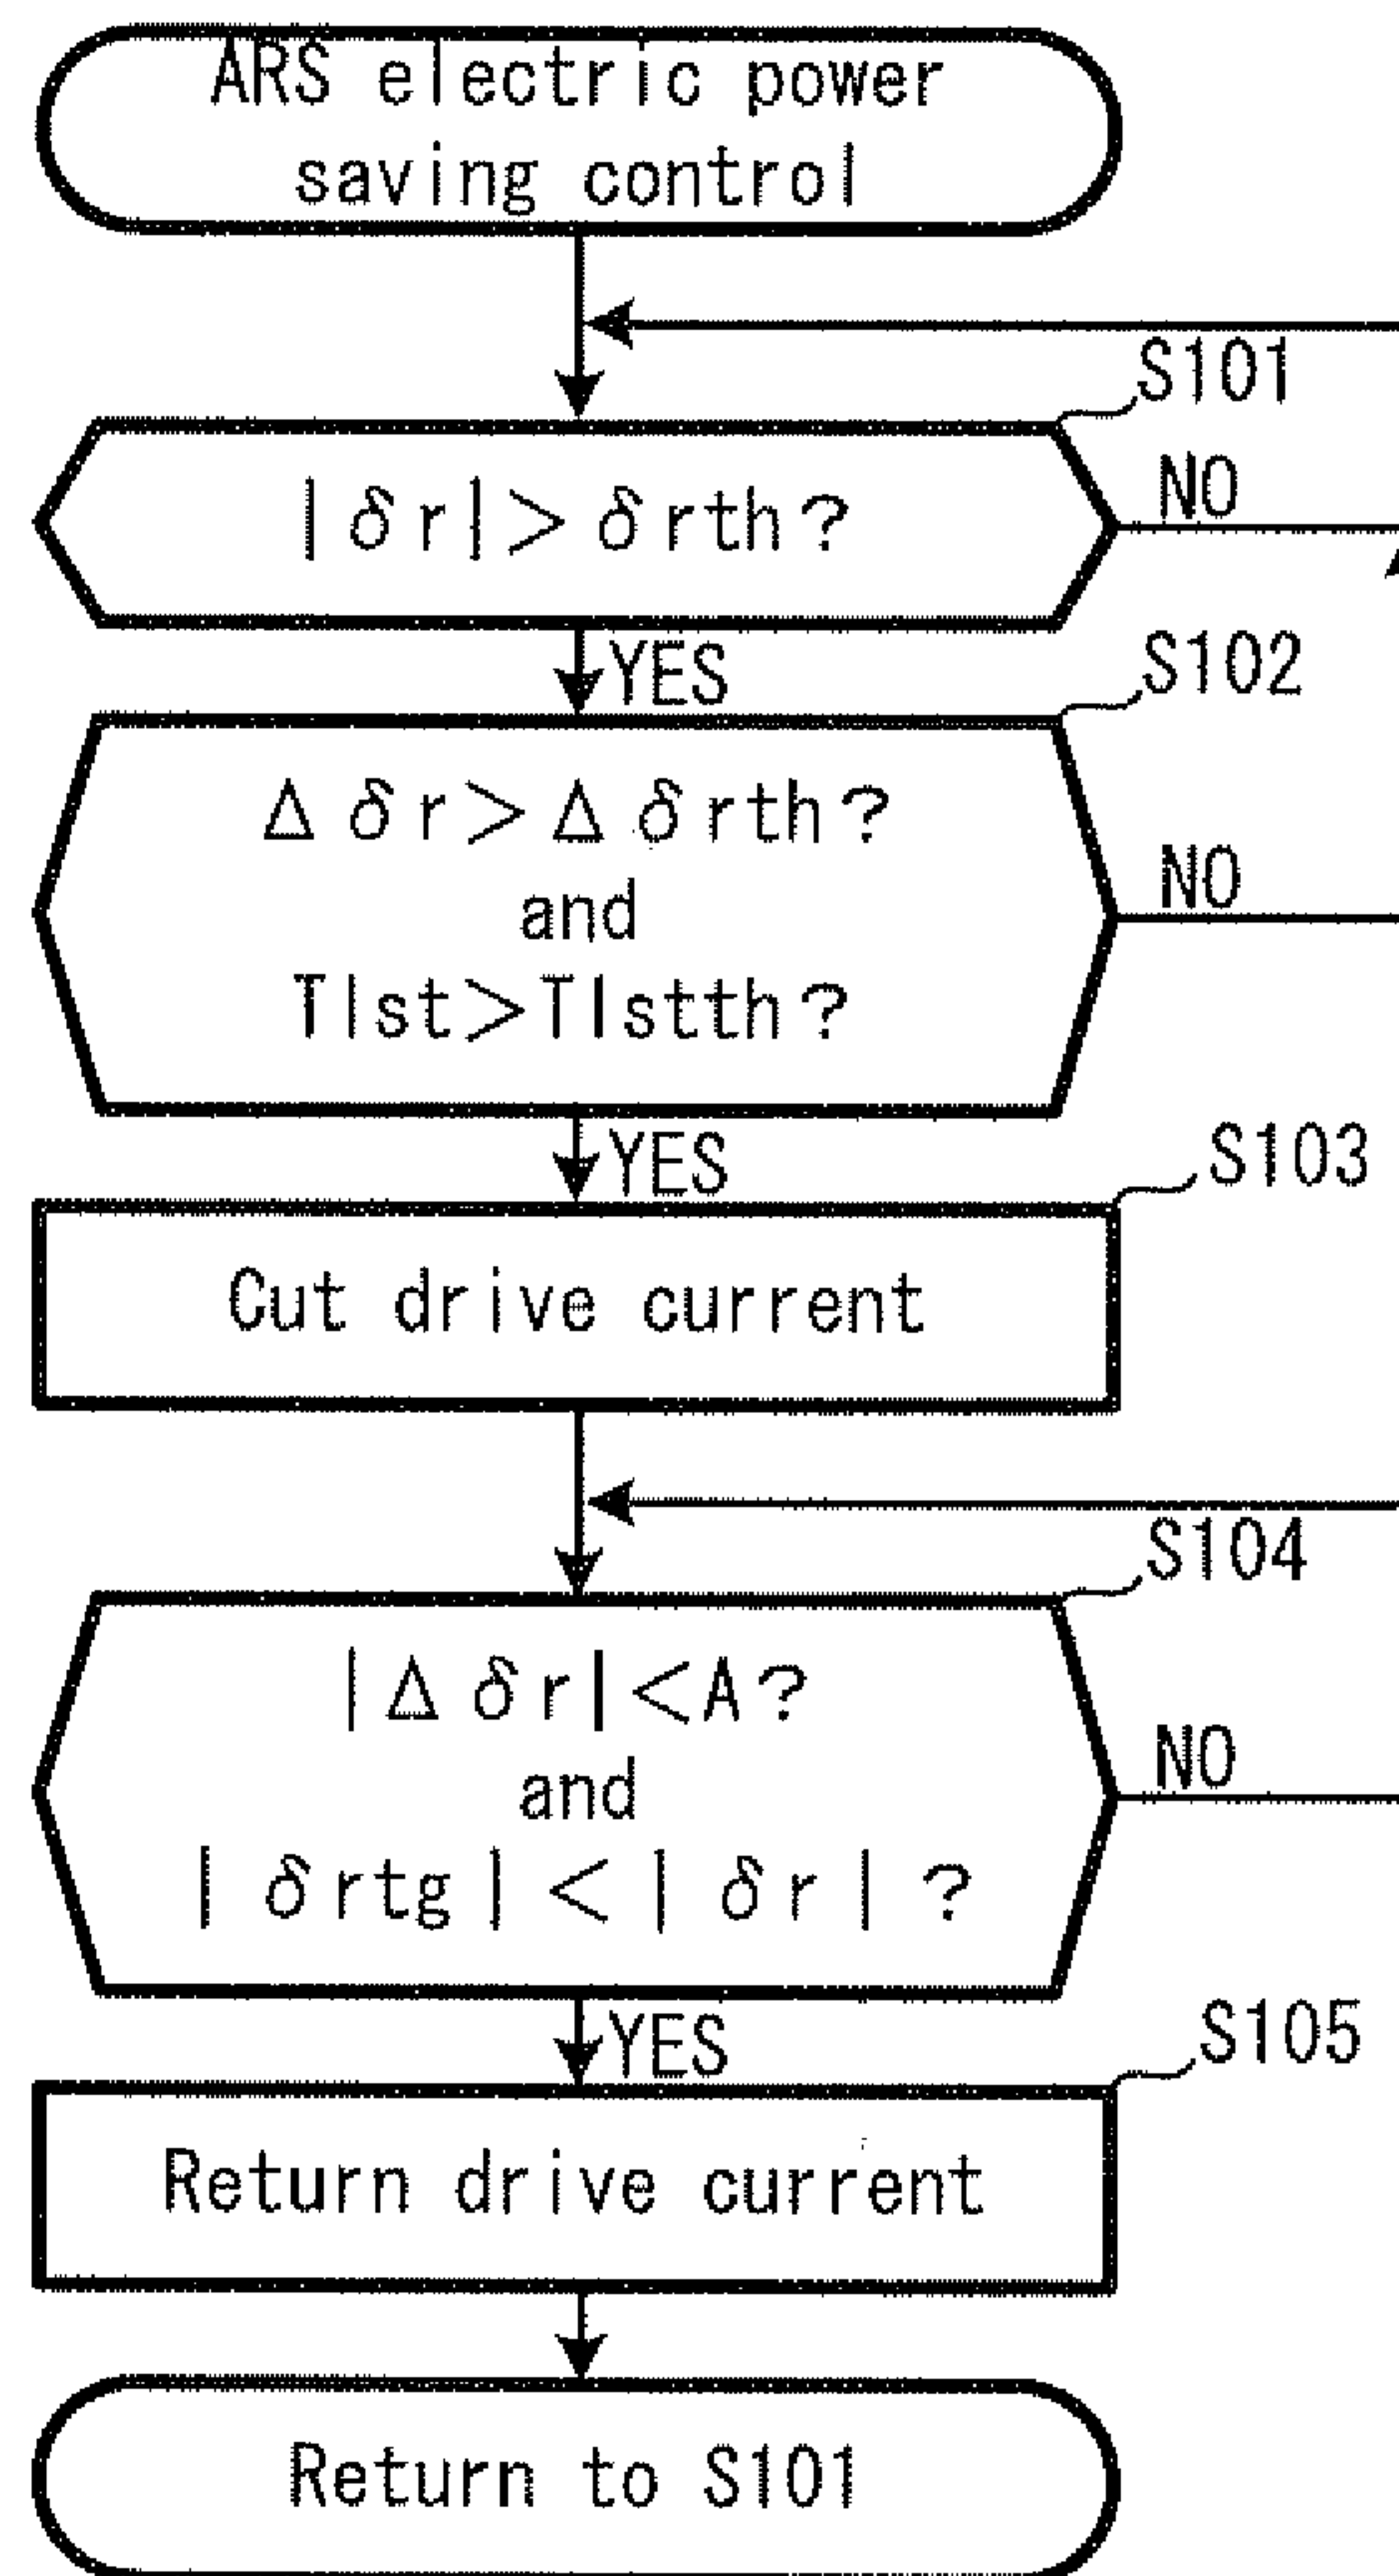 ARS electric power
saving control
S101
|δr|>δrth?
NO
YES
S102
Δδr>Δδrth?
and
Tlst>Tlstth?
NO
YES
S103
Cut drive current
S104
|Δδr|<A?
and
|δrtg|<|δr|?
NO
YES
S105
Return drive current
Return to S101